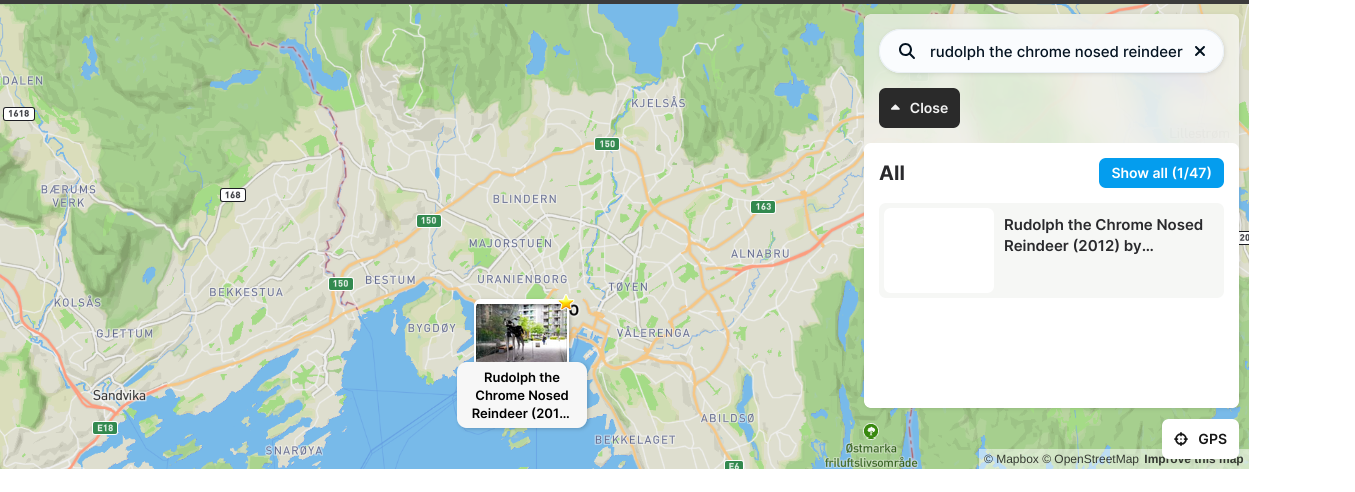 rudolph the chrome nosed reindeer
Close
All
Show all (1/47)
Rudolph the Chrome Nosed
Reindeer (2012) by...
GPS
DALEN
1618
KJELSÅS
150
BÆRUMS
VERK
168
BLINDERN
163
150
MAJORSTUEN
ALNABRU
20
URANIENBORG
BESTUM
150
TØYEN
BEKKESTUA
KOLSÅS
GJETTUM
BYGDØY
VÅLERENGA
Rudolph the
Chrome Nosed
Reindeer (201...
Sandvika
E18
ABILDSØ
SNARØYA
BEKKELAGET
Østmarka
friluftslivsområde
E6
© Mapbox © OpenStreetMap Improve this map